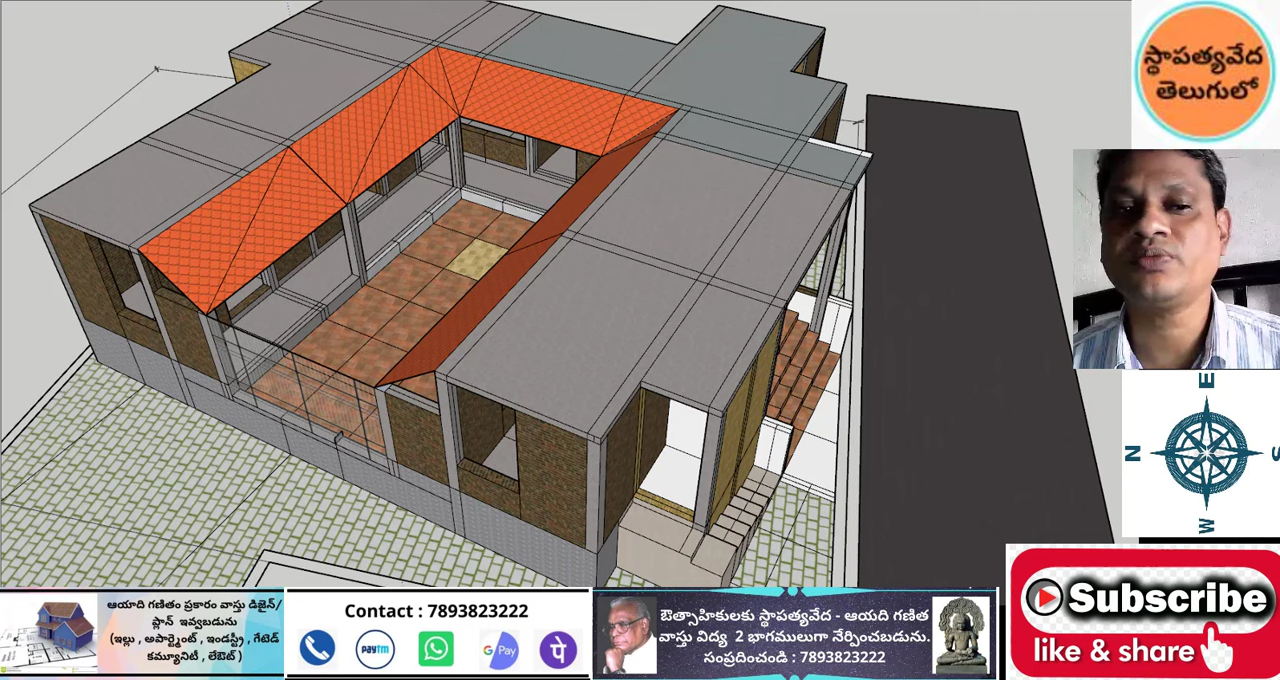 స్థాపత్యవేద
తెలుగులో
E
N
S
W
Subscribe
like & share
ఆయాది గణితం ప్రకారం వాస్తు డిజైన్/
ప్లాన్ ఇవ్వబడును
(ఇల్లు , అపార్ట్మెంట్ , ఇండస్ట్రీ , గేటెడ్
కమ్యూనిటీ , లేఔట్ )
Contact : 7893823222
paytm
G Pay
పే
ఔత్సాహికులకు స్థాపత్యవేద - ఆయది గణిత
వాస్తు విద్య 2 భాగములుగా నేర్పించబడును.
సంప్రదించండి : 7893823222